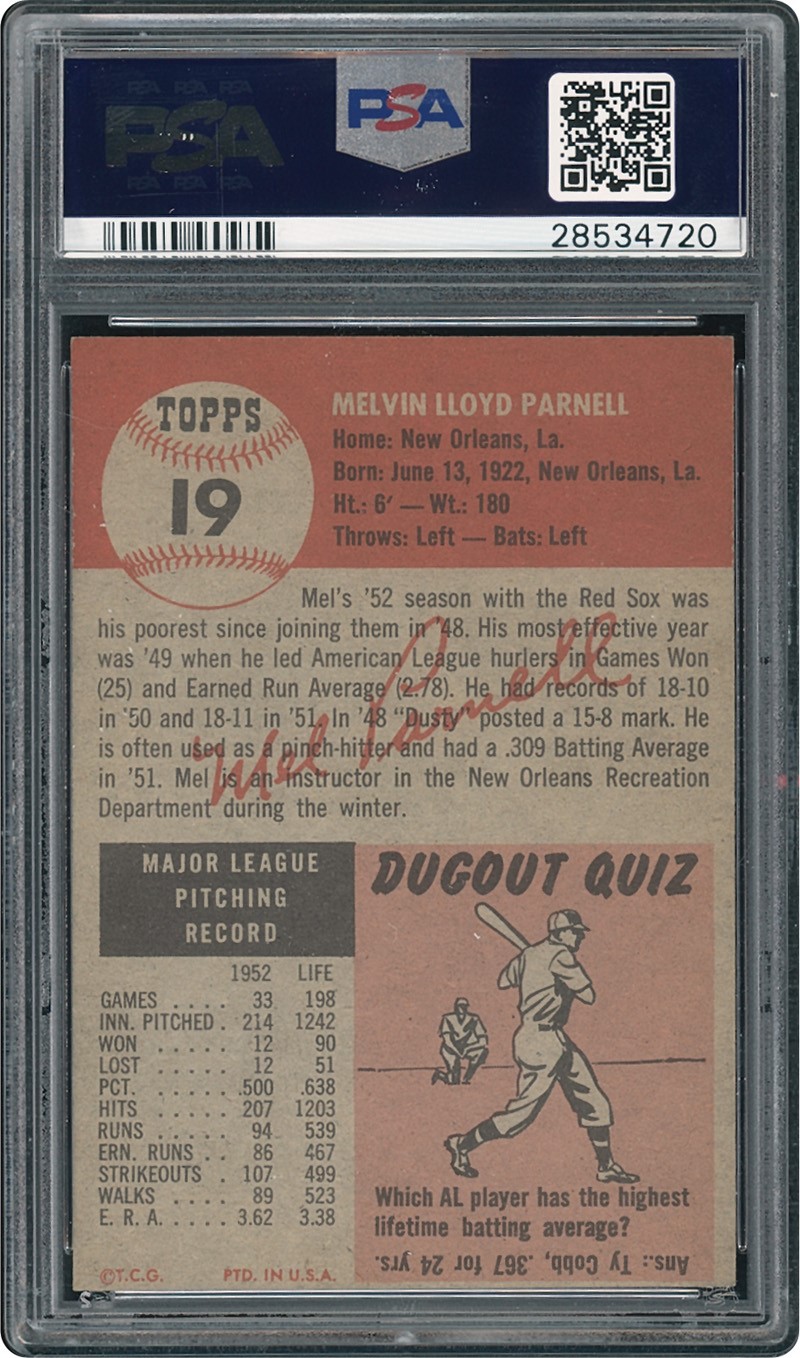 PSA PSA PSA
PSA
PSA PSA PSA
PSA
28534720
TOPPS
19
MELVIN LLOYD PARNELL
Home: New Orleans, La.
Born: June 13, 1922, New Orleans, La.
Ht.: 6' — Wt.: 180
Throws: Left — Bats: Left
Mel's '52 season with the Red Sox was
his poorest since joining them in '48. His most effective year
was '49 when he led American League hurlers in Games Won
(25) and Earned Run Average (2.78). He had records of 18-10
in '50 and 18-11 in '51. In '48 "Dusty" posted a 15-8 mark. He
is often used as a pinch-hitter and had a .309 Batting Average
in '51. Mel is an instructor in the New Orleans Recreation
Department during the winter.
Mel Parnell
MAJOR LEAGUE
PITCHING
RECORD
1952 LIFE
GAMES .... 33 198
INN. PITCHED . 214 1242
WON ..... 12 90
LOST ..... 12 51
PCT. ..... .500 .638
HITS ..... 207 1203
RUNS ..... 94 539
ERN. RUNS .. 86 467
STRIKEOUTS . 107 499
WALKS .... 89 523
E. R. A. ..... 3.62 3.38
©T.C.G. PTD. IN U.S.A.
DUGOUT QUIZ
Which AL player has the highest
lifetime batting average?
Ans.: Ty Cobb, .367 for 24 yrs.